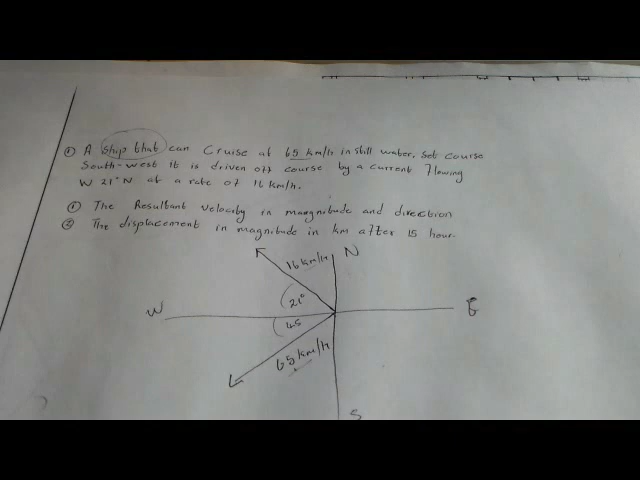 ① A ship that can Cruise at 65 km/h in still water. Set course
South-west it is driven off course by a current flowing
W 21° N at a rate of 16 km/h.
① The Resultant velocity in mangnitude and direction
② The displacement in magnitude in km after 15 hour.
N
16 km/h
21°
W
E
45
65 km/h
S